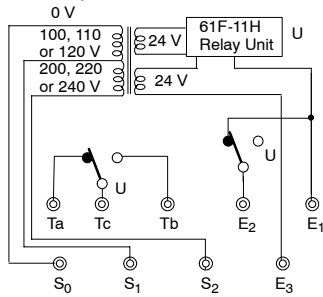 0 V
100, 110
or 120 V
200, 220
or 240 V
24 V
24 V
61F-11H
Relay Unit
U
U
U
Ta
Tc
Tb
E2
E1
S0
S1
S2
E3